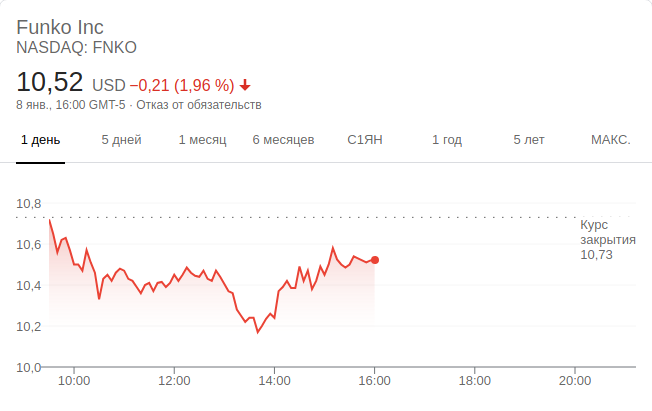 Funko Inc
NASDAQ: FNKO
10,52 USD −0,21 (1,96 %)
8 янв., 16:00 GMT-5 · Отказ от обязательств
1 день 5 дней 1 месяц 6 месяцев С1ЯН 1 год 5 лет МАКС.
10,8
Курс
закрытия
10,73
10,6
10,4
10,2
10,0
10:00 12:00 14:00 16:00 18:00 20:00